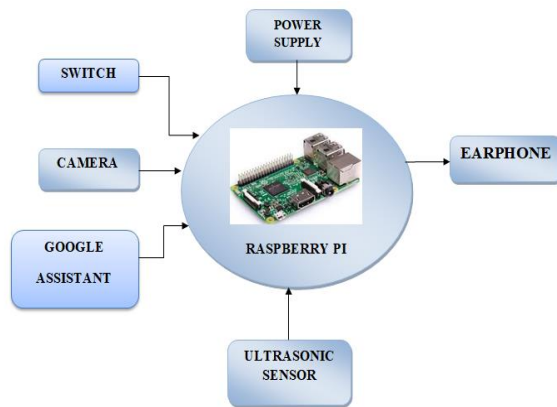 POWER
SUPPLY
SWITCH
CAMERA
EARPHONE
GOOGLE
ASSISTANT
RASPBERRY PI
ULTRASONIC
SENSOR